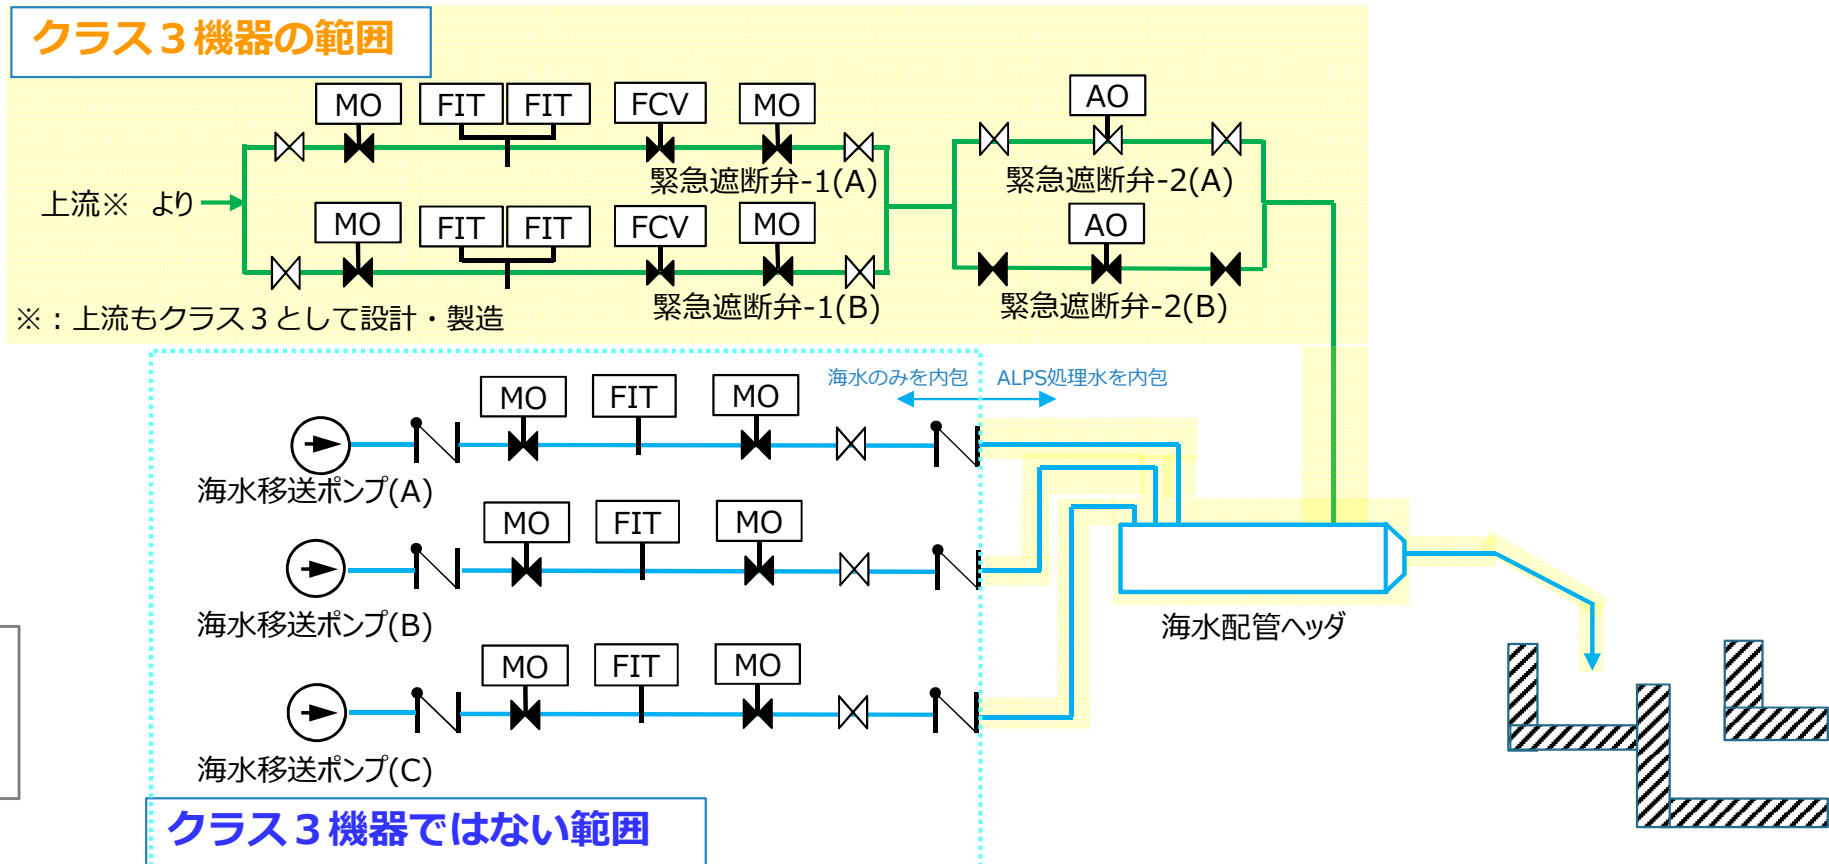 クラス３機器の範囲
MO FIT FIT FCV MO AO
緊急遮断弁-1(A) 緊急遮断弁-2(A)
上流※ より
MO FIT FIT FCV MO AO
緊急遮断弁-1(B) 緊急遮断弁-2(B)
※：上流もクラス３として設計・製造
海水のみを内包 ALPS処理水を内包
MO FIT MO
海水移送ポンプ(A)
MO FIT MO
海水移送ポンプ(B)
海水配管ヘッダ
MO FIT MO
海水移送ポンプ(C)
クラス３機器ではない範囲